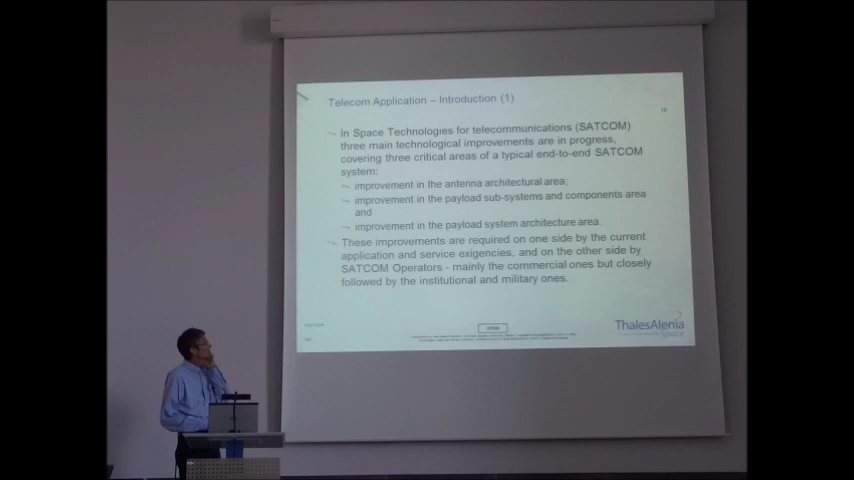 Telecom Application – Introduction (1)
In Space Technologies for telecommunications (SATCOM)
three main technological improvements are in progress,
covering three critical areas of a typical end-to-end SATCOM
system:
improvement in the antenna architectural area;
improvement in the payload sub-systems and components area
and
improvement in the payload system architecture area.
These improvements are required on one side by the current
application and service exigencies, and on the other side by
SATCOM Operators - mainly the commercial ones but closely
followed by the institutional and military ones.
OPEN
ThalesAlenia
Space